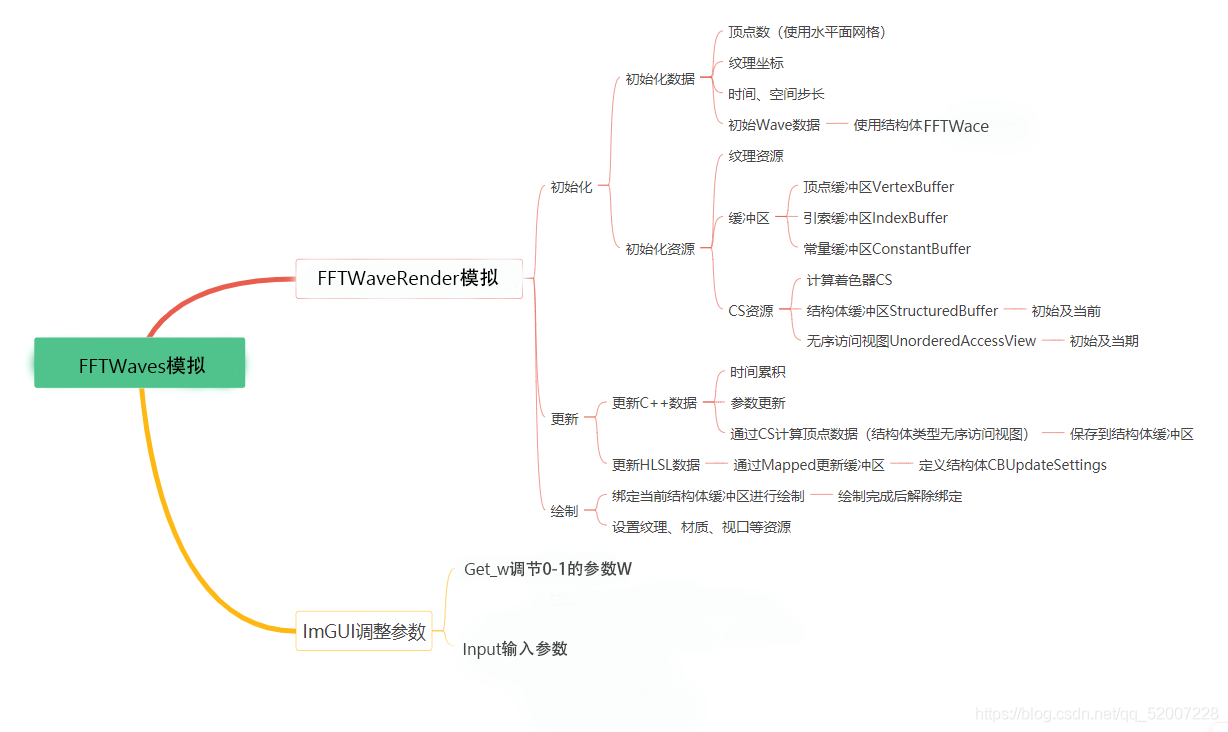 FFTWaves模拟
FFTWaveRender模拟
初始化
初始化数据
顶点数（使用水平面网格）
纹理坐标
时间、空间步长
初始Wave数据
使用结构体FFTWace
初始化资源
纹理资源
缓冲区
顶点缓冲区VertexBuffer
引索缓冲区IndexBuffer
常量缓冲区ConstantBuffer
CS资源
计算着色器CS
结构体缓冲区StructuredBuffer
初始及当前
无序访问视图UnorderedAccessView
初始及当期
更新
更新C++数据
时间累积
参数更新
通过CS计算顶点数据（结构体类型无序访问视图）
保存到结构体缓冲区
更新HLSL数据
通过Mapped更新缓冲区
定义结构体CBUpdateSettings
绘制
绑定当前结构体缓冲区进行绘制
绘制完成后解除绑定
设置纹理、材质、视口等资源
ImGUI调整参数
Get_w调节0-1的参数W
Input输入参数
https://blog.csdn.net/qq_52007228_